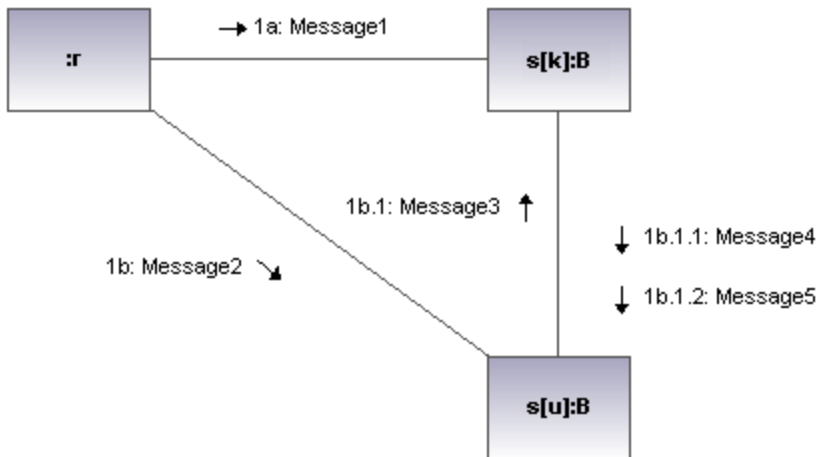 1a: Message1
:r
s[k]:B
1b.1: Message3
1b.1.1: Message4
1b: Message2
1b.1.2: Message5
s[u]:B